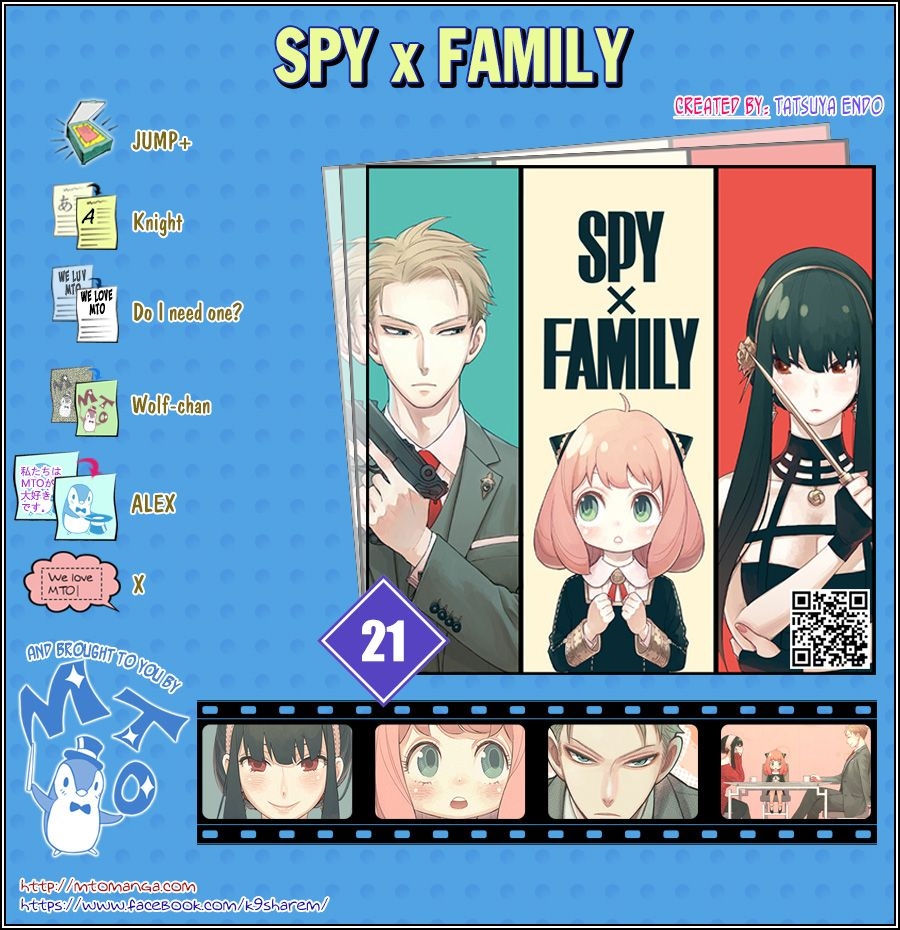 SPY x FAMILY
CREATED BY: TATSUYA ENDO
JUMP+
あ
A
Knight
WE LUV
MTO
WE LOVE
MTO
Do I need one?
MTO
Wolf-chan
私たちは
MTOが
大好き
です。
ALEX
We love
MTO|
X
SPY
×
FAMILY
21
AND BROUGHT TO YOU BY
MTO
http://mtomanga.com
https://www.facebook.com/k9sharem/